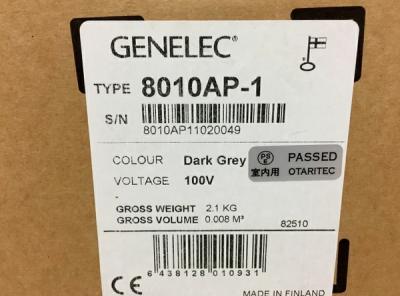 GENELEC®
TYPE 8010AP-1
S/N
8010AP11020049
COLOUR Dark Grey
VOLTAGE 100V
PS
E PASSED
室内用 OTARITEC
GROSS WEIGHT 2.1 KG
GROSS VOLUME 0.008 M³
82510
6 438128 010931
CE MADE IN FINLAND